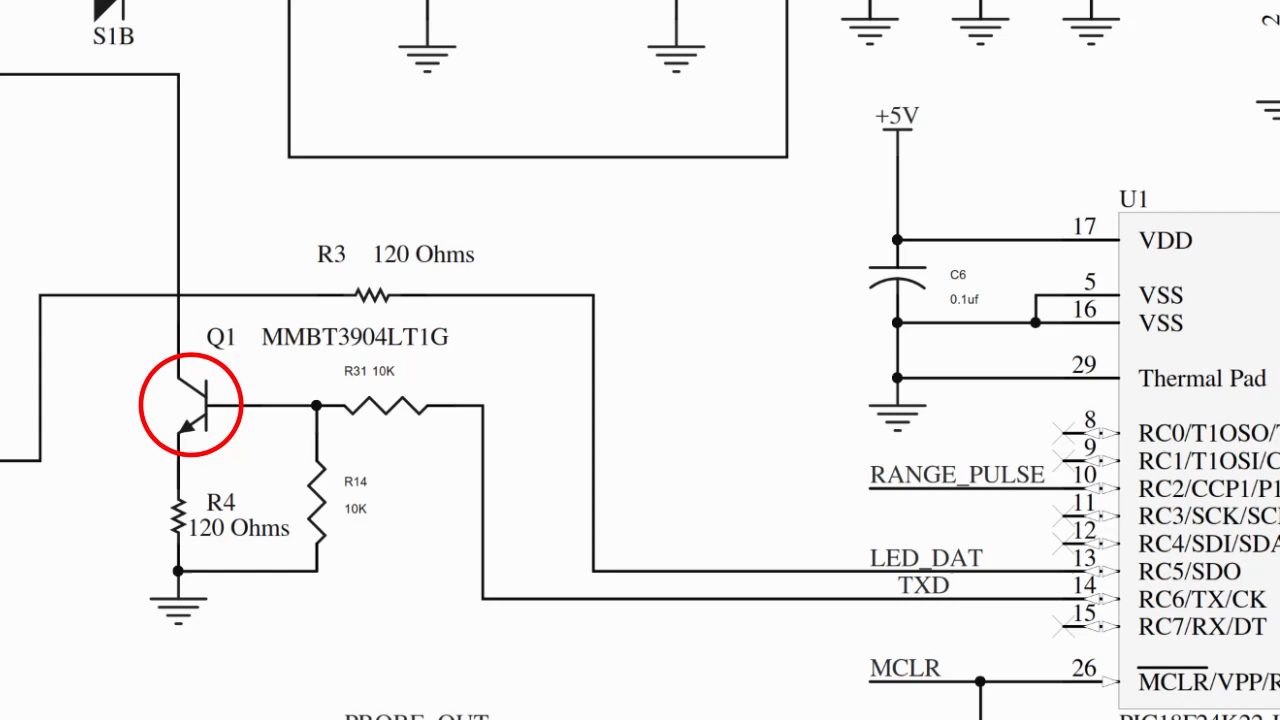 S1B
2
+5V
U1
17 VDD
R3 120 Ohms
C6
0.1uf
5 VSS
16 VSS
Q1 MMBT3904LT1G
R31 10K
29 Thermal Pad
8 RC0/T1OSO/T
9 RC1/T1OSI/C
RANGE_PULSE 10 RC2/CCP1/P1
R14
10K
R4
120 Ohms
11 RC3/SCK/SC
12 RC4/SDI/SDA
LED_DAT 13 RC5/SDO
TXD 14 RC6/TX/CK
15 RC7/RX/DT
MCLR 26 MCLR/VPP/R
PROBE_OUT